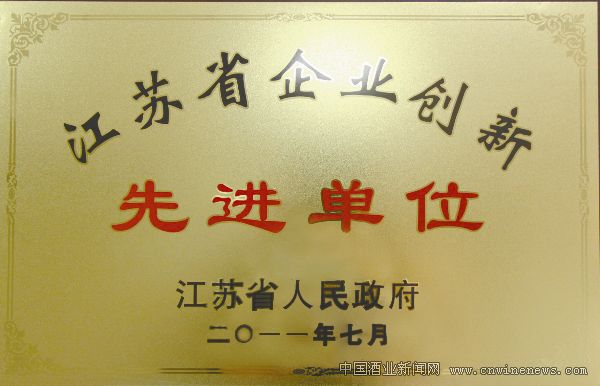 江苏省企业创新
先进单位
江苏省人民政府
二〇一一年七月
中国酒业新闻网
www.cnwinenews.com